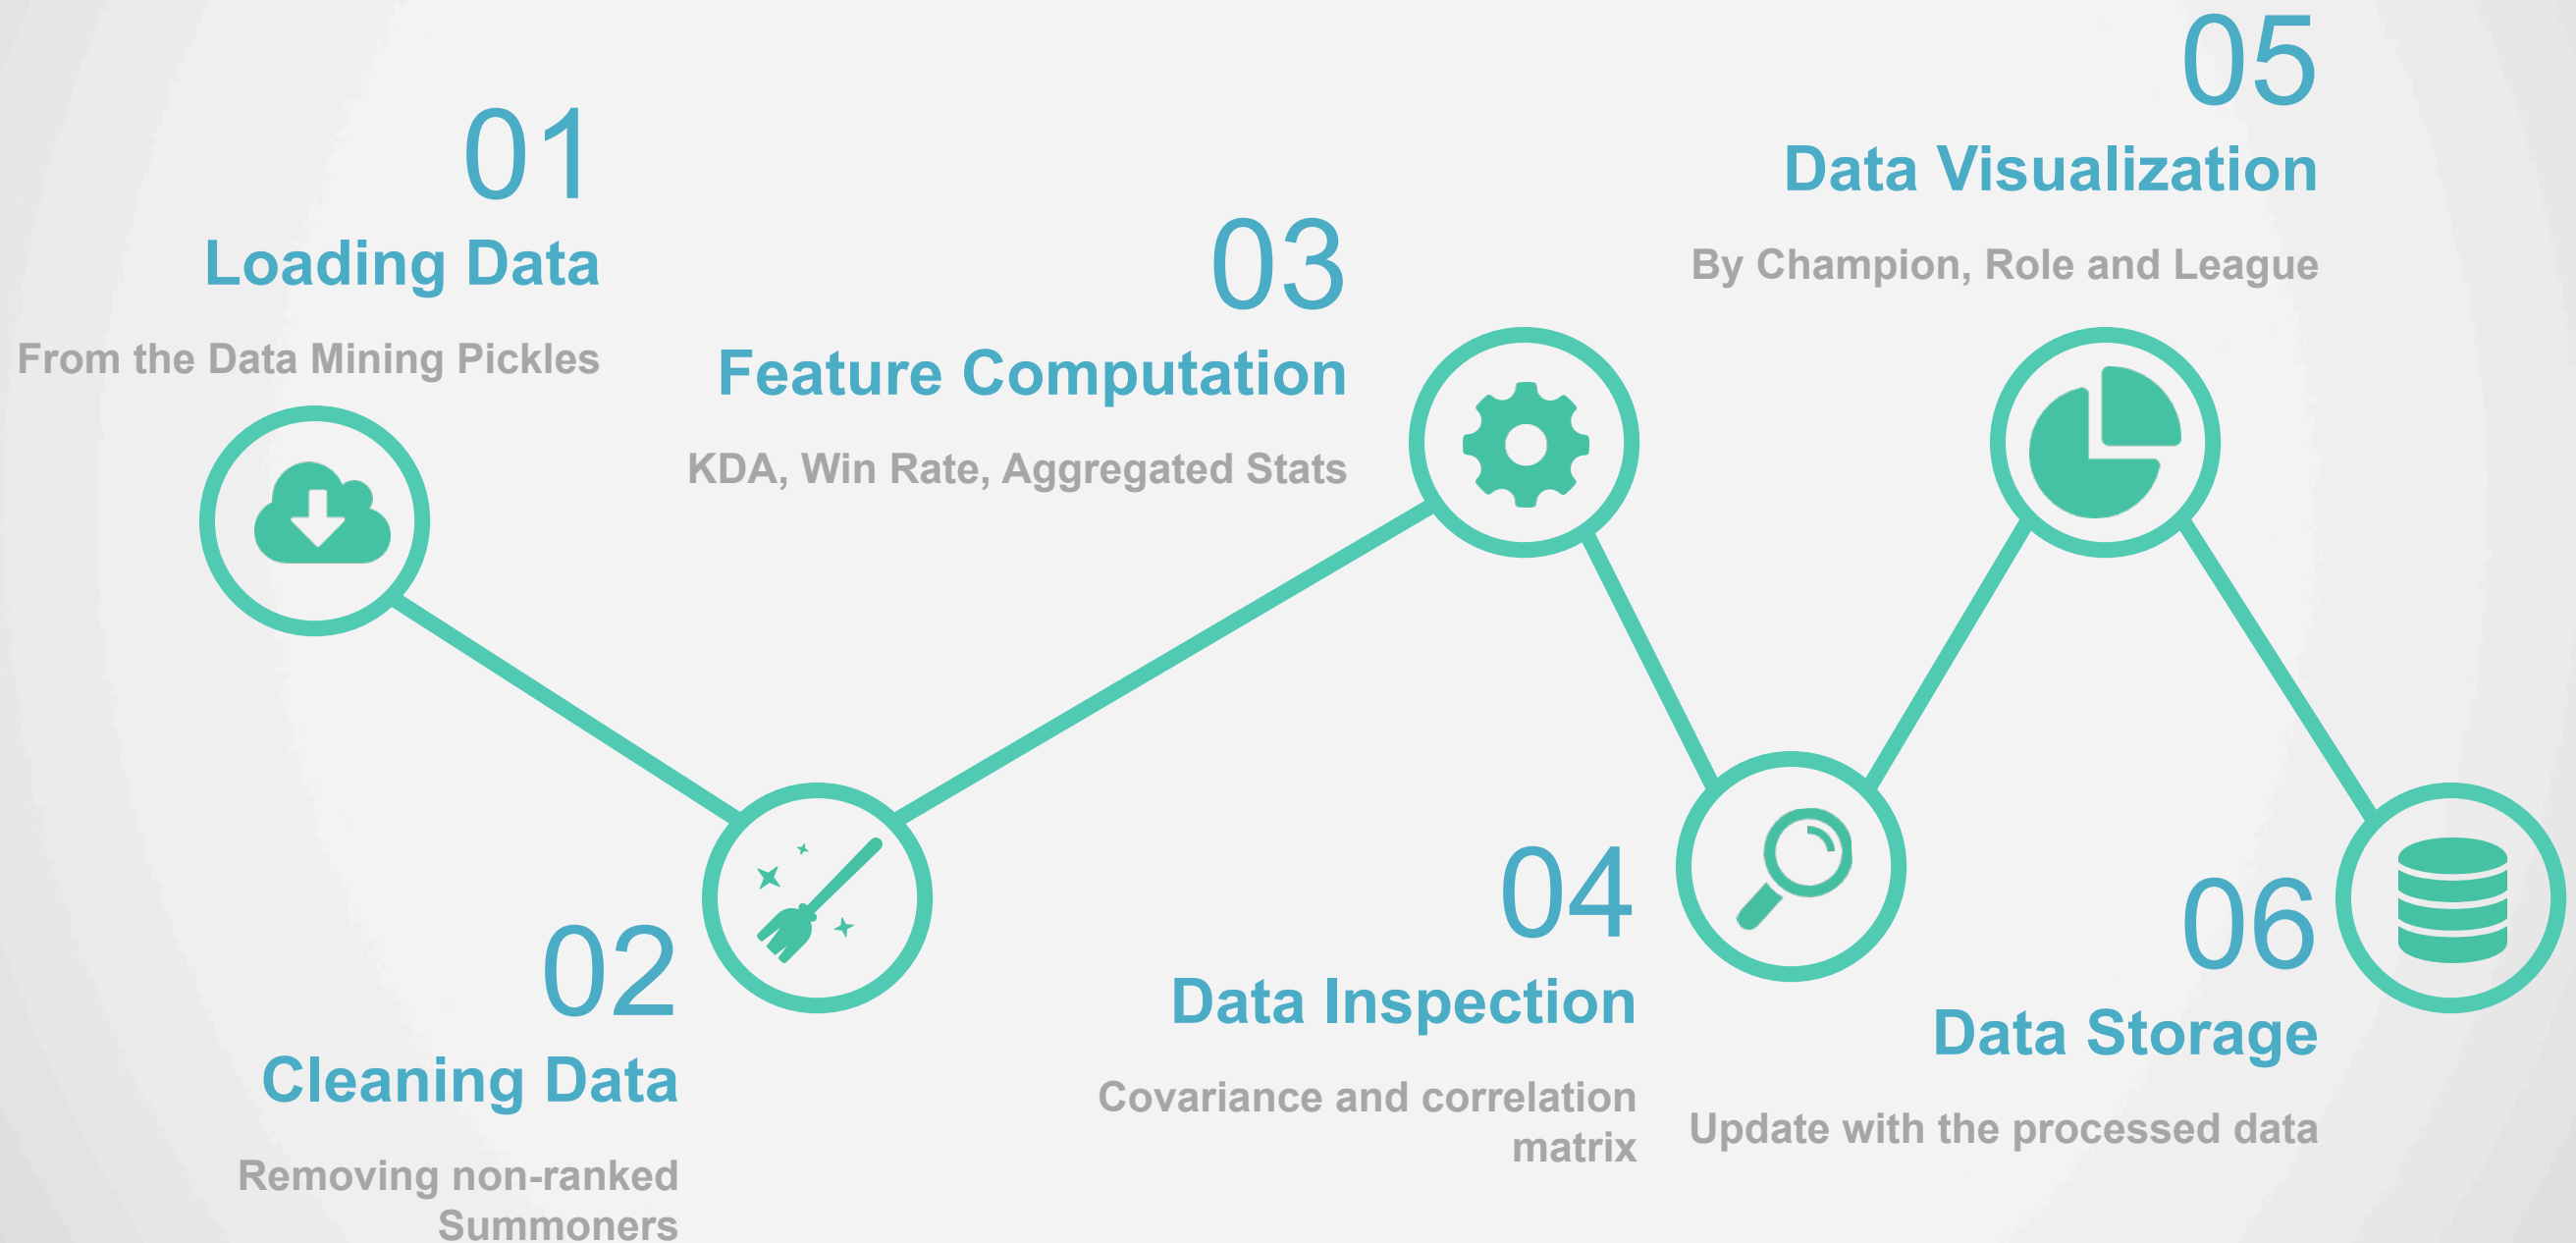 01
Loading Data
From the Data Mining Pickles
02
Cleaning Data
Removing non-ranked
Summoners
03
Feature Computation
KDA, Win Rate, Aggregated Stats
04
Data Inspection
Covariance and correlation
matrix
05
Data Visualization
By Champion, Role and League
06
Data Storage
Update with the processed data